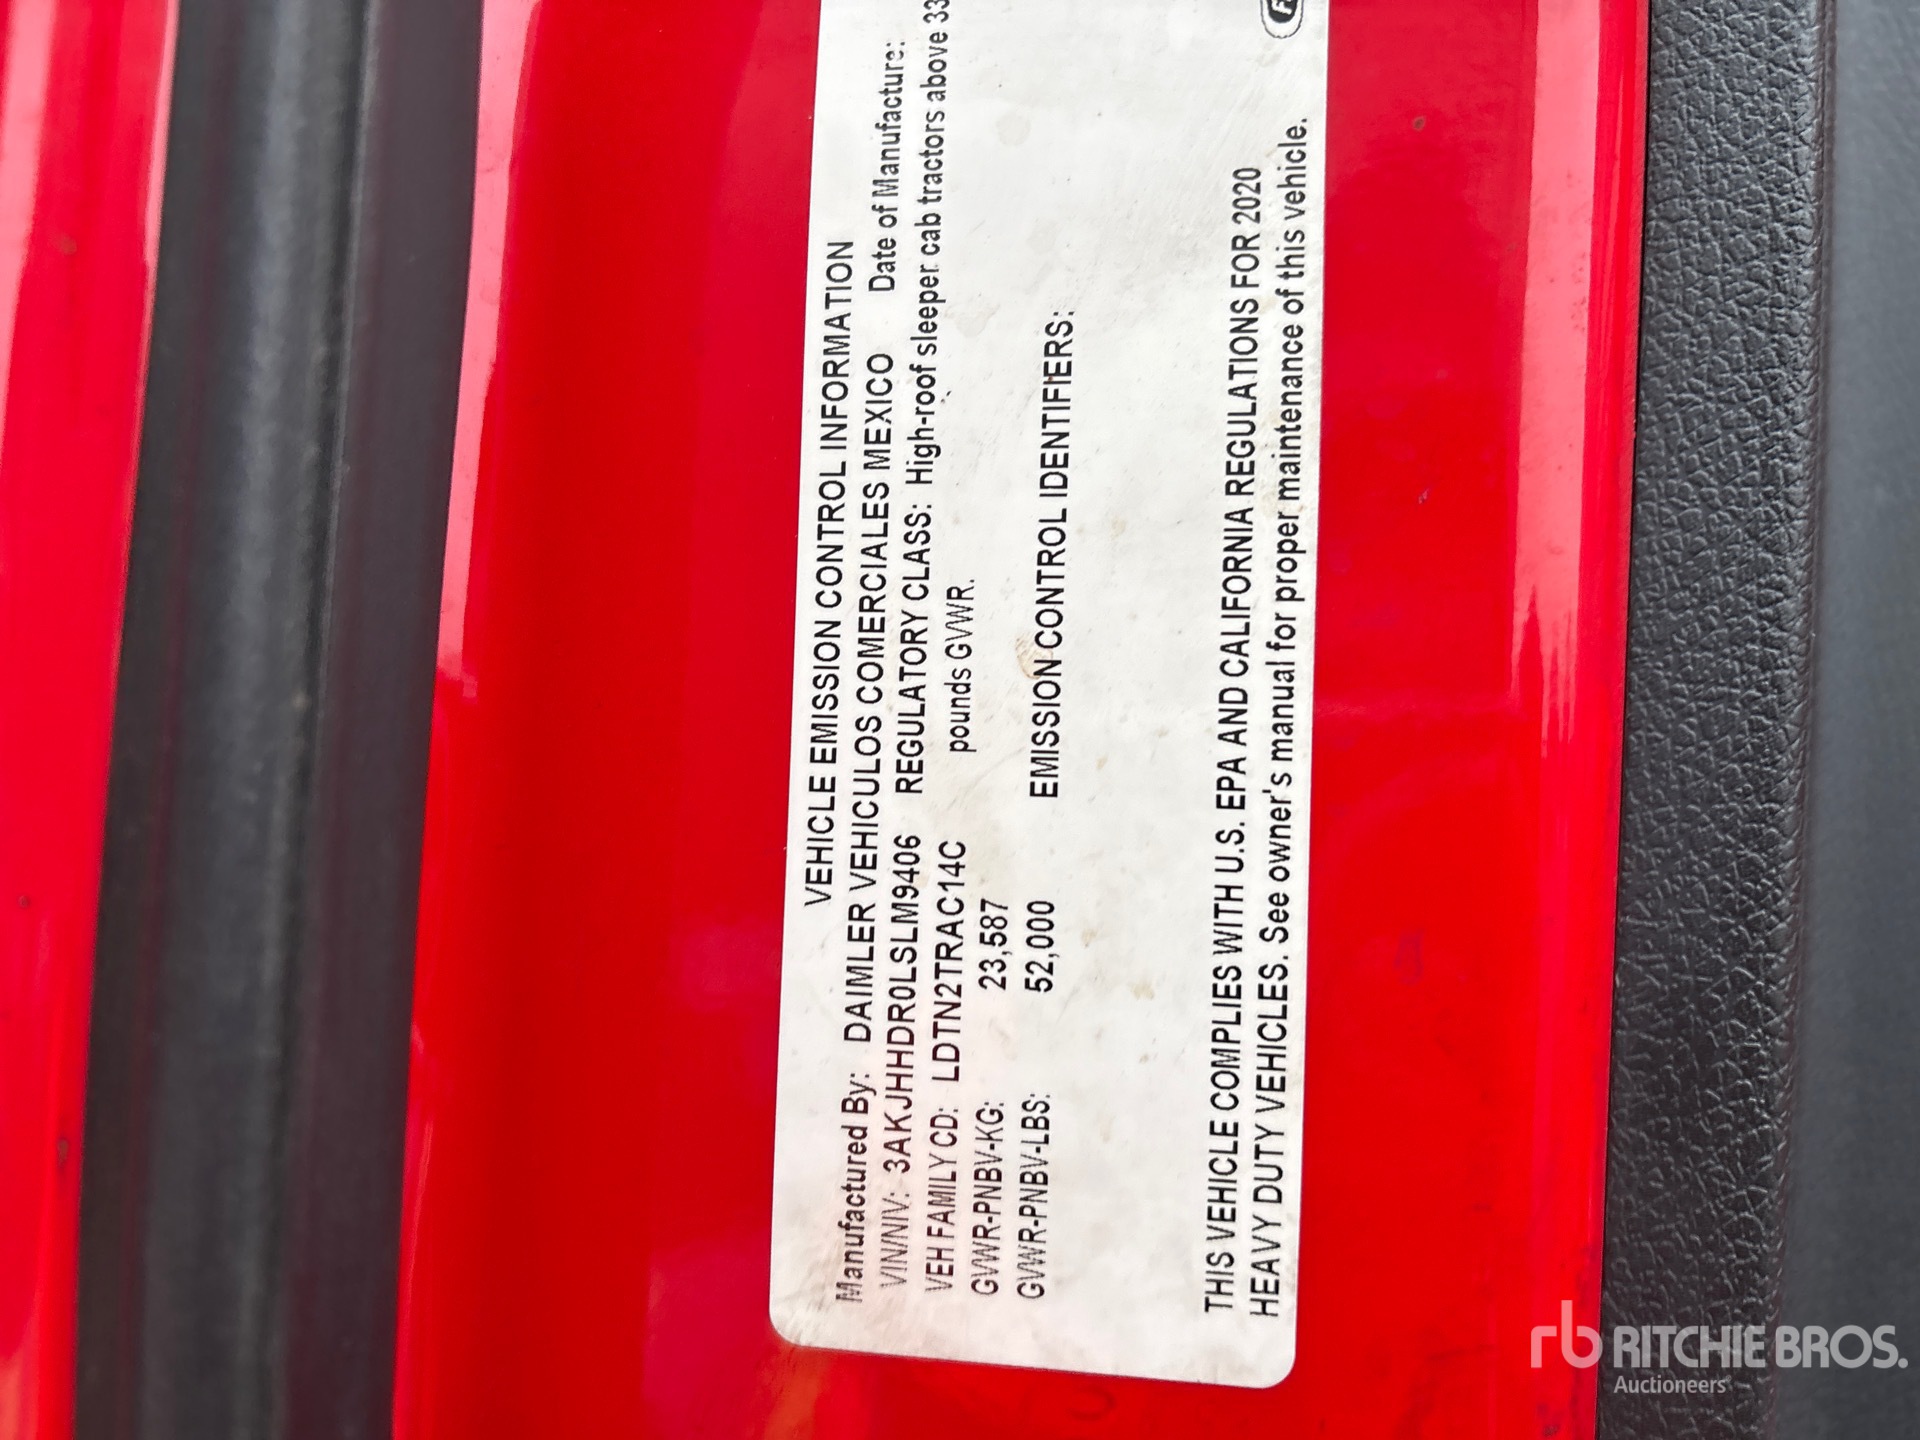 VEHICLE EMISSION CONTROL INFORMATION
Manufactured By: DAIMLER VEHICULOS COMERCIALES MEXICO Date of Manufacture:
VIN/NIV: 3AKJHHDR0LSLM9406 REGULATORY CLASS: High-roof sleeper cab tractors above 33
VEH FAMILY CD: LDTN2TRAC14C pounds GVWR.
GVWR-PNBV-KG: 23,587
GVWR-PNBV-LBS: 52,000 EMISSION CONTROL IDENTIFIERS:
THIS VEHICLE COMPLIES WITH U.S. EPA AND CALIFORNIA REGULATIONS FOR 2020
HEAVY DUTY VEHICLES. See owner's manual for proper maintenance of this vehicle.
rb RITCHIE BROS.
Auctioneers